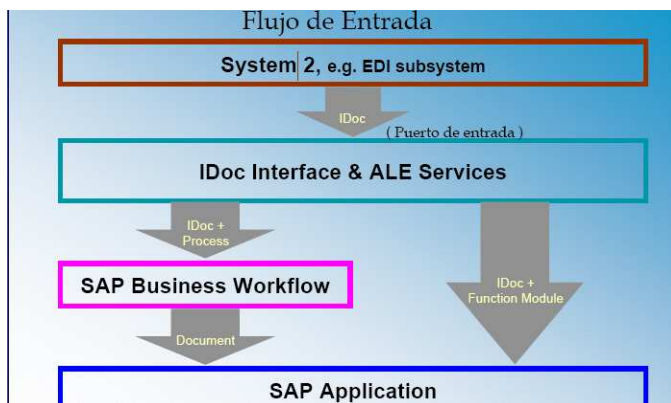 Flujo de Entrada
System 2, e.g. EDI subsystem
IDoc
( Puerto de entrada )
IDoc Interface & ALE Services
IDoc +
Process
SAP Business Workflow
IDoc +
Function Module
Document
SAP Application